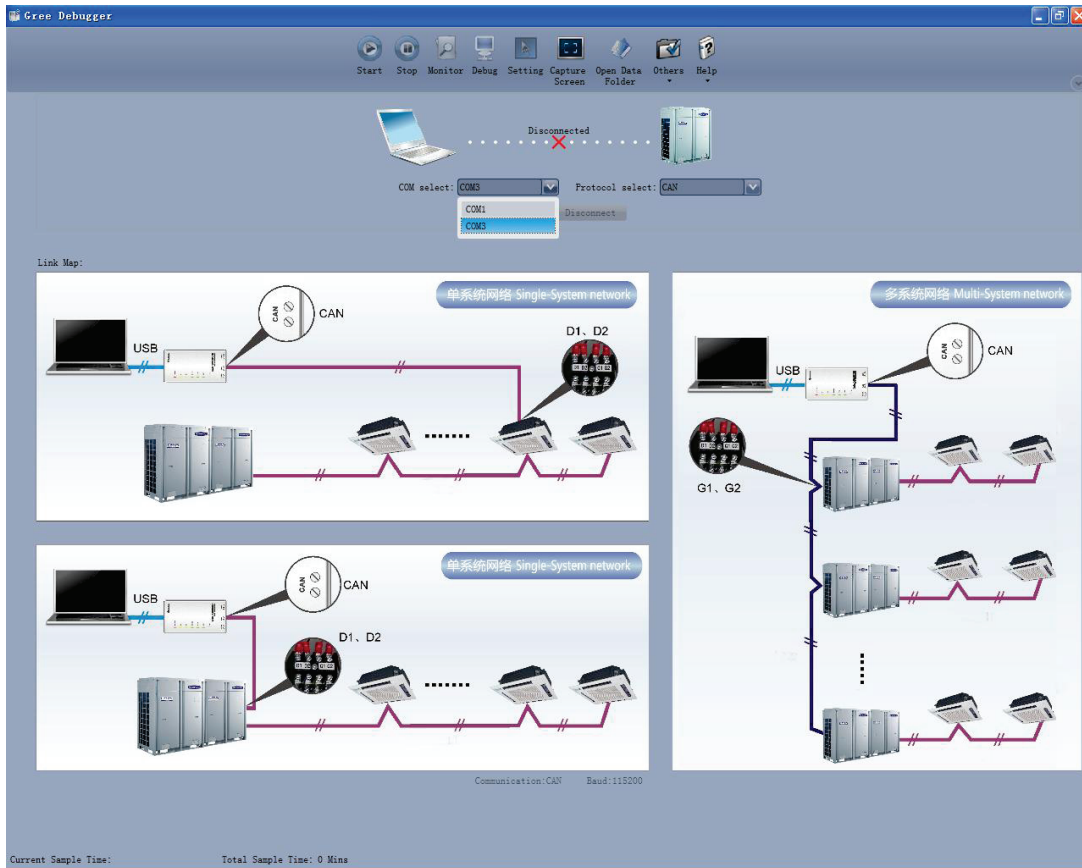 Gree Debugger
Start Stop Monitor Debug Setting Capture Screen Open Data Folder Others Help
Disconnected
COM select: COM3 Protocol select: CAN
COM1
COM3
Disconnect
Link Map:
单系统网络 Single-System network
CAN
CAN
USB
D1、D2
单系统网络 Single-System network
CAN
CAN
USB
D1、D2
多系统网络 Multi-System network
CAN
CAN
USB
G1、G2
Communication:CAN Baud:115200
Current Sample Time: Total Sample Time: 0 Mins